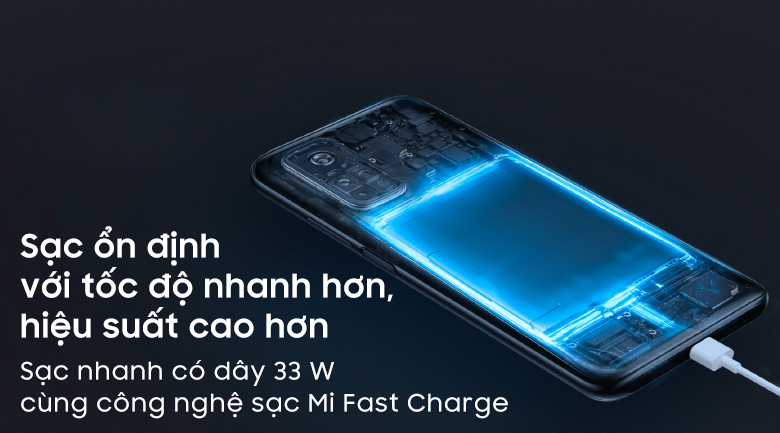 Sạc ổn định
với tốc độ nhanh hơn,
hiệu suất cao hơn
Sạc nhanh có dây 33 W
cùng công nghệ sạc Mi Fast Charge